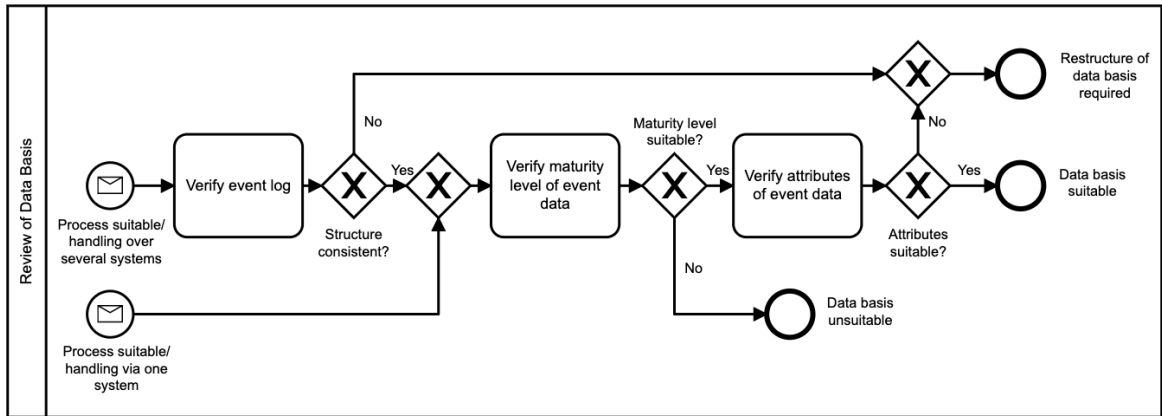 Review of Data Basis
Process suitable/
handling over
several systems
Verify event log
Structure
consistent?
No
Yes
Process suitable/
handling via one
system
Verify maturity
level of event
data
Maturity level
suitable?
Yes
No
Data basis
unsuitable
Verify attributes
of event data
Attributes
suitable?
No
Yes
Restructure of
data basis
required
Data basis
suitable